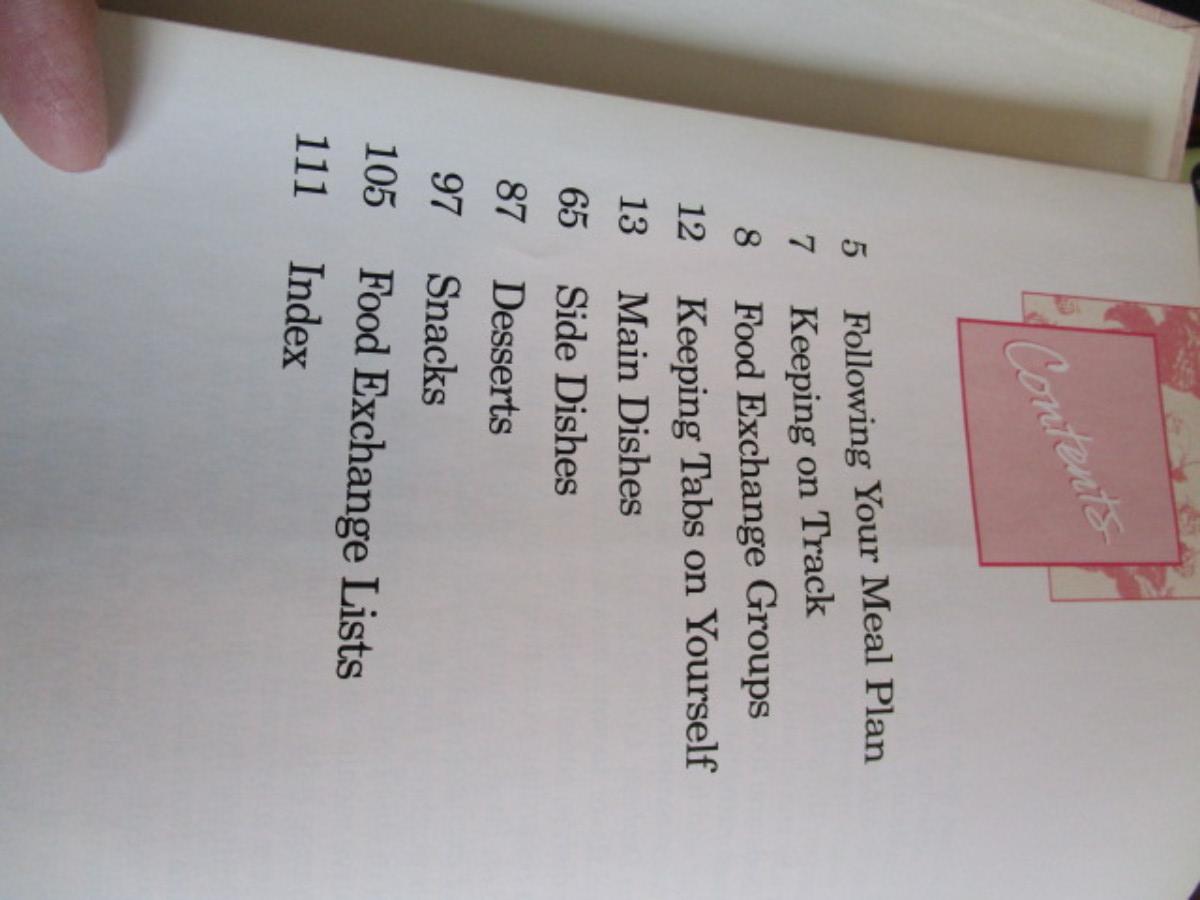 Contents
5 Following Your Meal Plan
7 Keeping on Track
8 Food Exchange Groups
12 Keeping Tabs on Yourself
13 Main Dishes
65 Side Dishes
87 Desserts
97 Snacks
105 Food Exchange Lists
111 Index